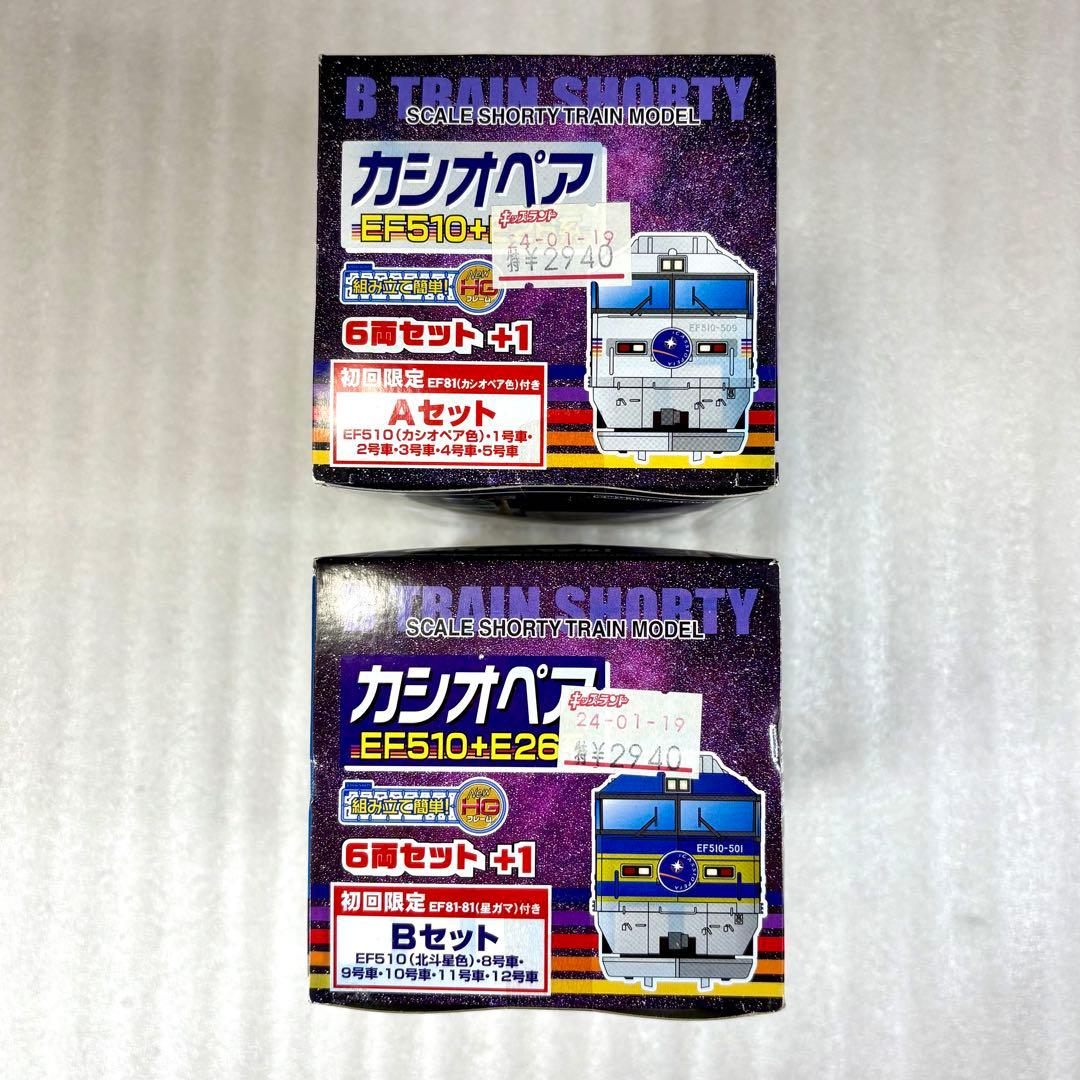 B TRAIN SHORTY
SCALE SHORTY TRAIN MODEL
カシオペア
EF510+
キッズランド
24-01-19
特¥2940
組み立て簡単!
New
HG
フレーム
EF510-509
CASSIOPEIA
6両セット +1
初回限定 EF81(カシオペア色)付き
Aセット
EF510(カシオペア色)・1号車・
2号車・3号車・4号車・5号車
B TRAIN SHORTY
SCALE SHORTY TRAIN MODEL
カシオペア
EF510+E26
キッズランド
24-01-19
特¥2940
組み立て簡単!
New
HG
フレーム
EF510-501
CASSIOPEIA
6両セット +1
初回限定 EF81-81(星ガマ)付き
Bセット
EF510(北斗星色)・8号車・
9号車・10号車・11号車・12号車